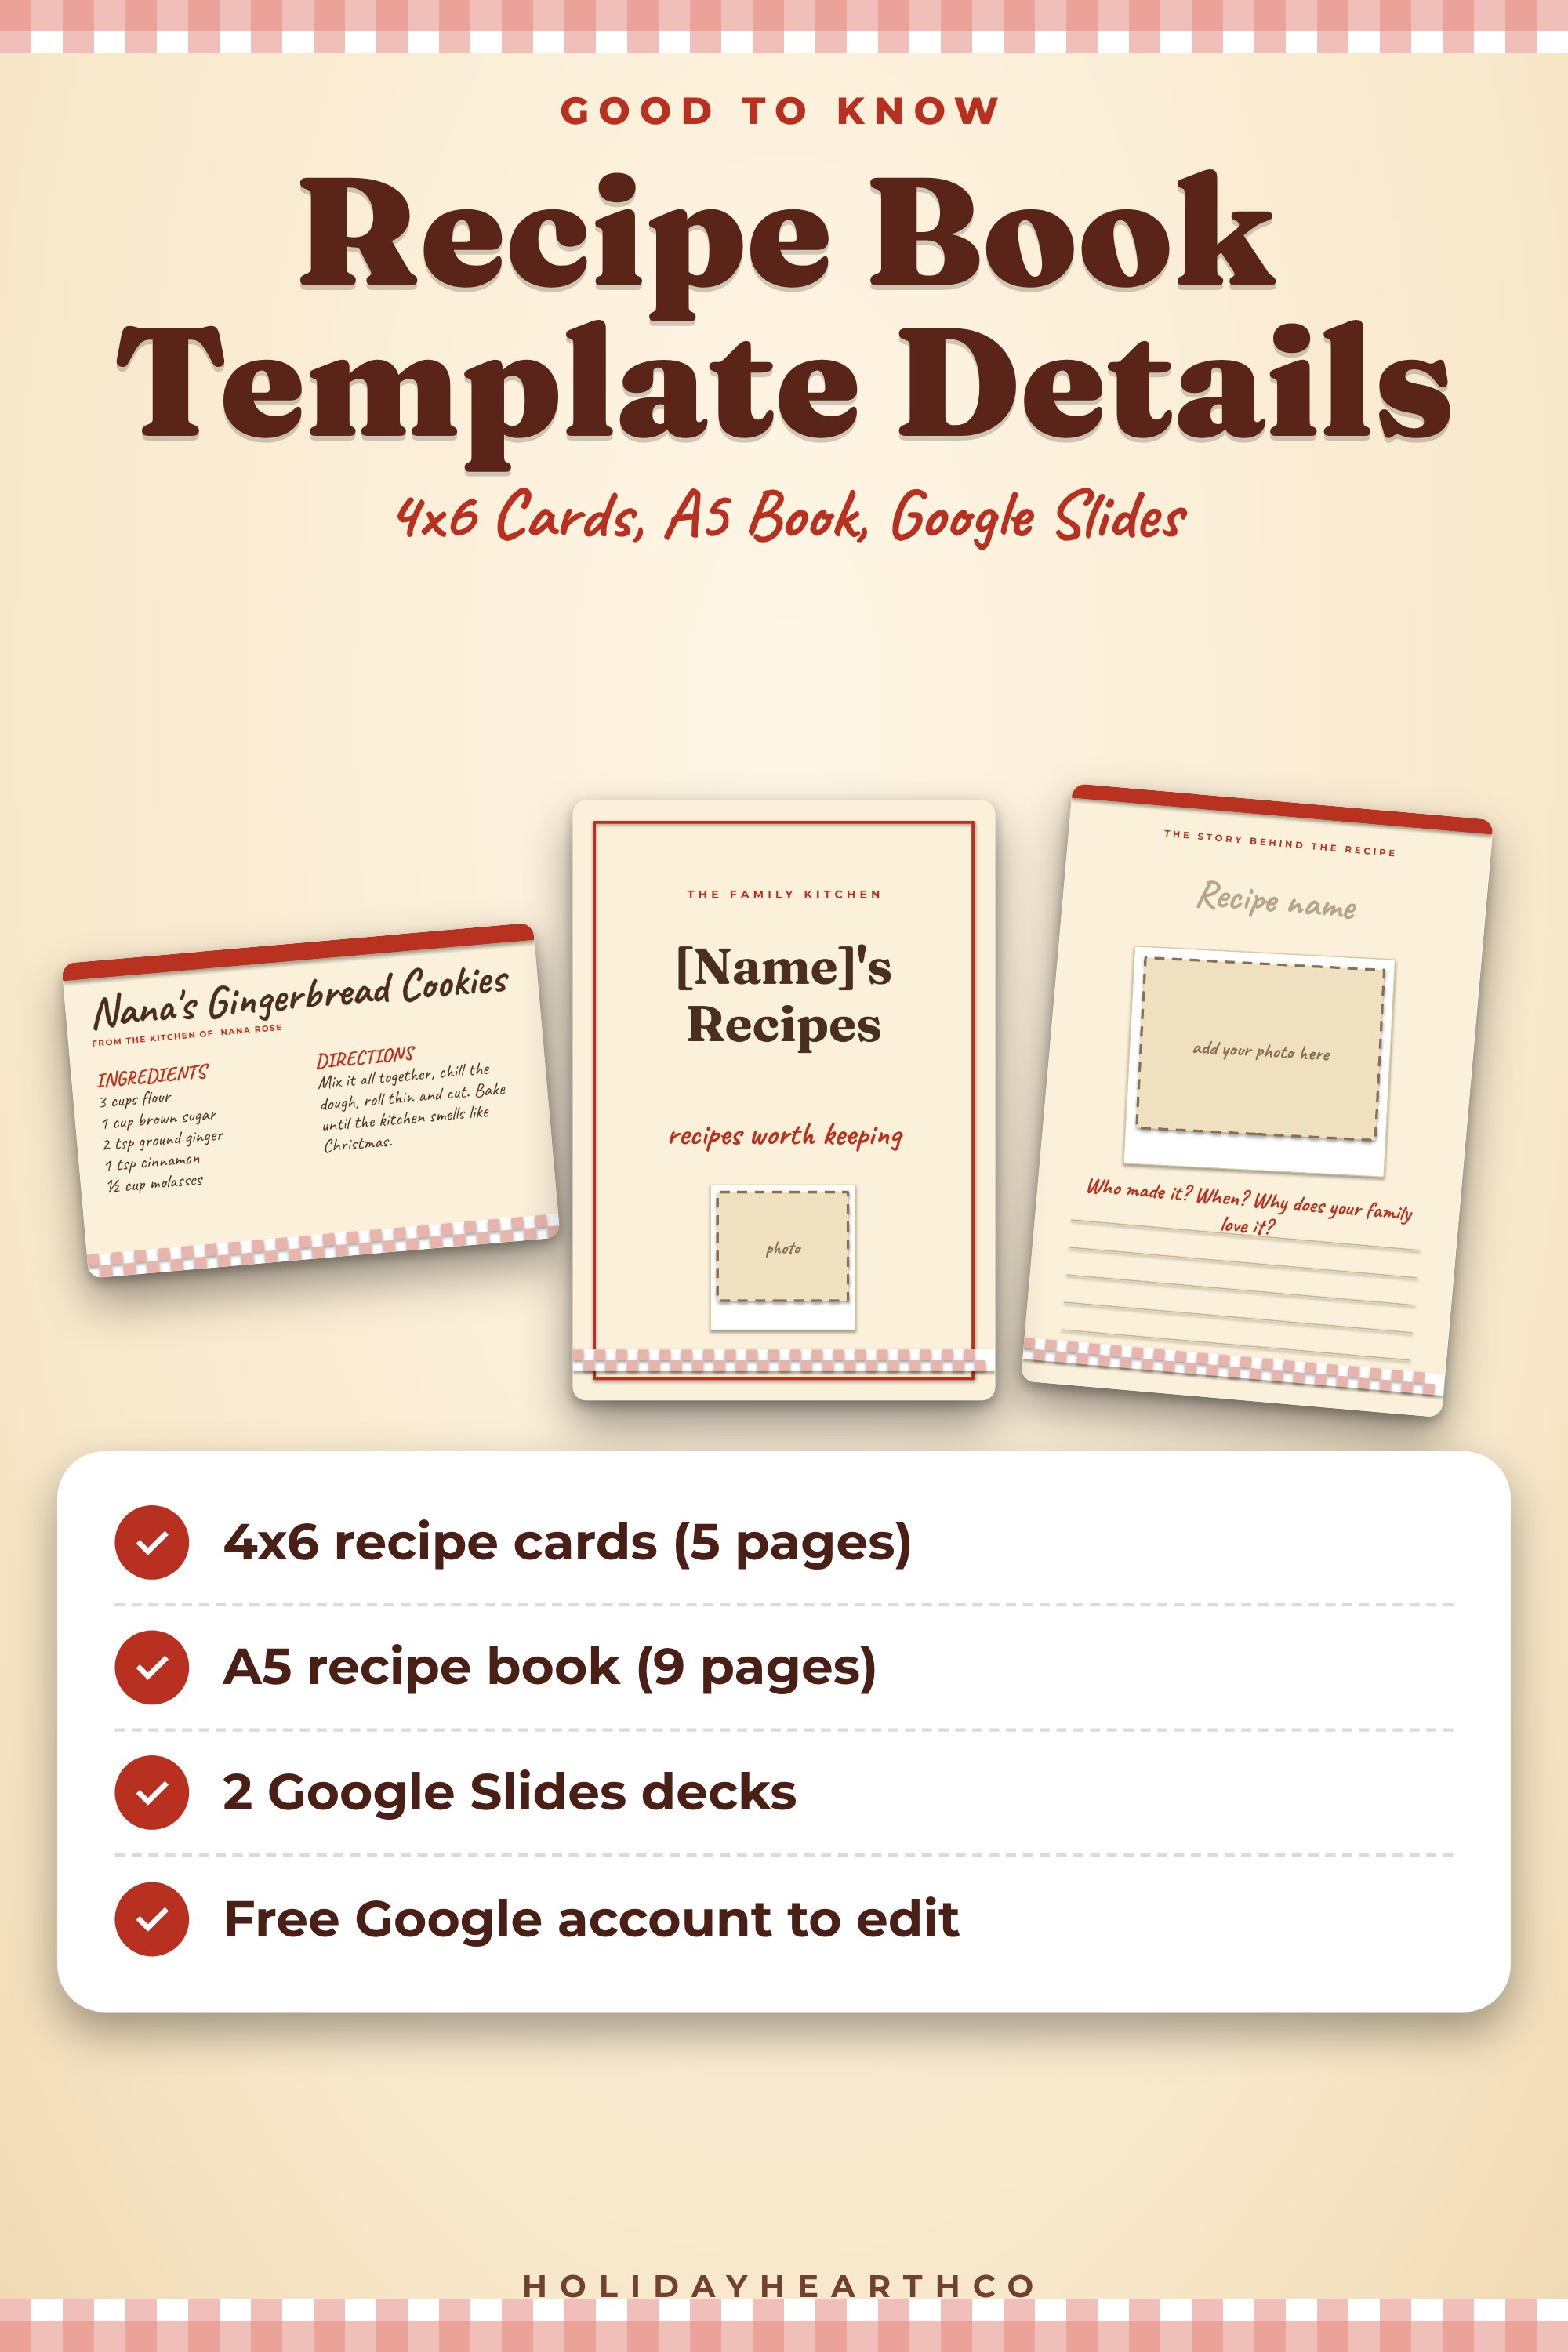 GOOD TO KNOW
Recipe Book
Template Details
4x6 Cards, A5 Book, Google Slides
Nana's Gingerbread Cookies
FROM THE KITCHEN OF NANA ROSE
INGREDIENTS
3 cups flour
1 cup brown sugar
2 tsp ground ginger
1 tsp cinnamon
½ cup molasses
DIRECTIONS
Mix it all together, chill the
dough, roll thin and cut. Bake
until the kitchen smells like
Christmas.
THE FAMILY KITCHEN
[Name]'s
Recipes
recipes worth keeping
photo
THE STORY BEHIND THE RECIPE
Recipe name
add your photo here
Who made it? When? Why does your family
love it?
4x6 recipe cards (5 pages)
A5 recipe book (9 pages)
2 Google Slides decks
Free Google account to edit
HOLIDAYHEARTHCO